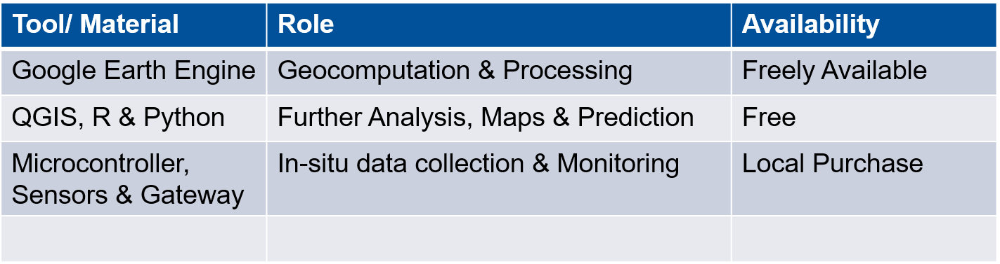 Tool/ Material Role Availability
Google Earth Engine Geocomputation & Processing Freely Available
QGIS, R & Python Further Analysis, Maps & Prediction Free
Microcontroller, In-situ data collection & Monitoring Local Purchase
Sensors & Gateway